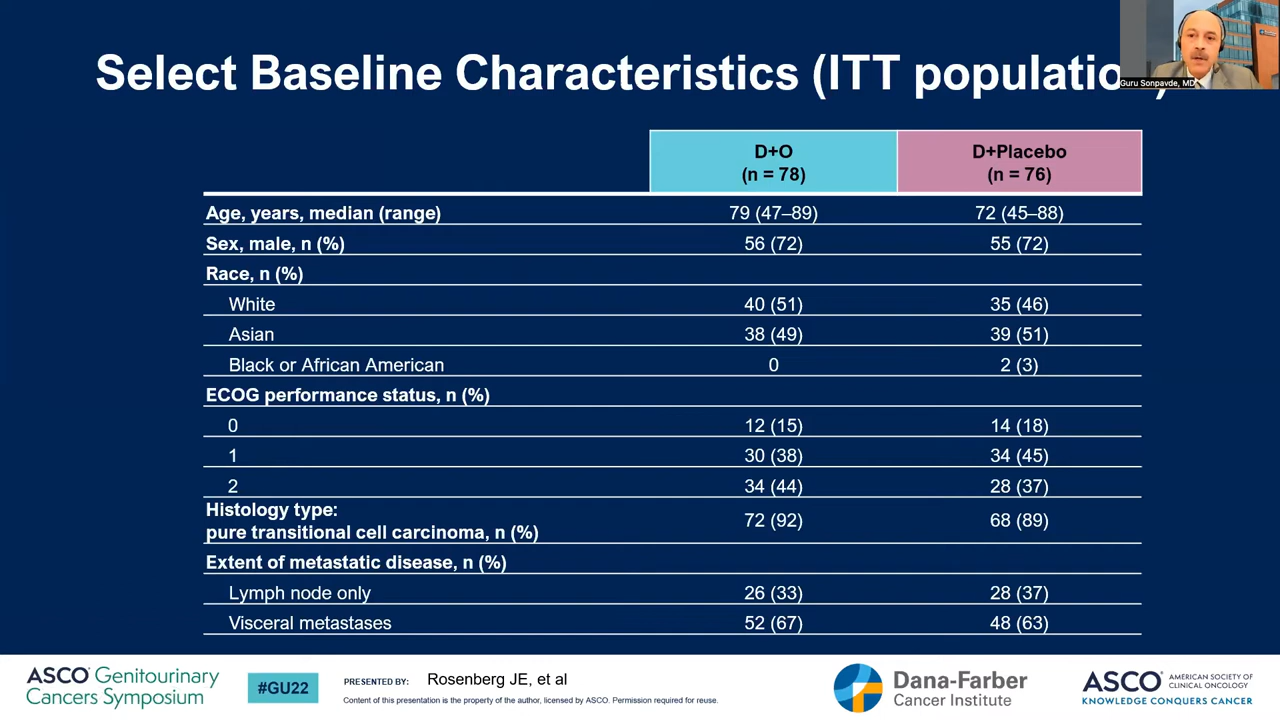 Select Baseline Characteristics (ITT population)
Guru Sonpavde, MD
D+O
(n = 78)
D+Placebo
(n = 76)
Age, years, median (range) 79 (47–89) 72 (45–88)
Sex, male, n (%) 56 (72) 55 (72)
Race, n (%)
White 40 (51) 35 (46)
Asian 38 (49) 39 (51)
Black or African American 0 2 (3)
ECOG performance status, n (%)
0 12 (15) 14 (18)
1 30 (38) 34 (45)
2 34 (44) 28 (37)
Histology type:
pure transitional cell carcinoma, n (%) 72 (92) 68 (89)
Extent of metastatic disease, n (%)
Lymph node only 26 (33) 28 (37)
Visceral metastases 52 (67) 48 (63)
ASCO® Genitourinary
Cancers Symposium
#GU22
PRESENTED BY: Rosenberg JE, et al
Content of this presentation is the property of the author, licensed by ASCO. Permission required for reuse.
Dana-Farber
Cancer Institute
ASCO® AMERICAN SOCIETY OF
CLINICAL ONCOLOGY
KNOWLEDGE CONQUERS CANCER